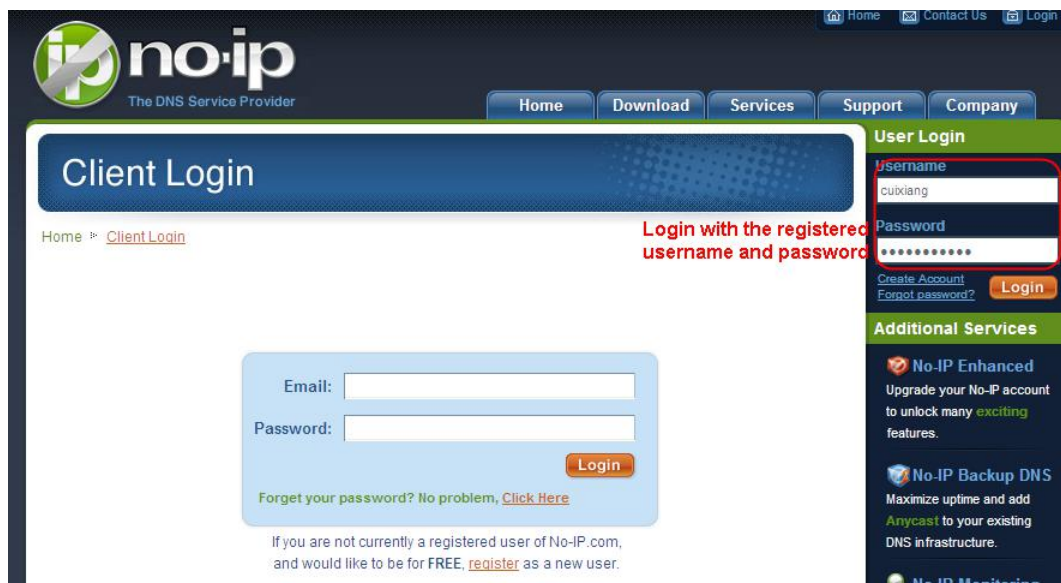 Home Contact Us Login
ip no-ip
The DNS Service Provider
Home Download Services Support Company
Client Login
Home Client Login
Login with the registered
username and password
User Login
Username
cuixiang
Password
Create Account
Forgot password?
Login
Email:
Password:
Login
Forget your password? No problem, Click Here
If you are not currently a registered user of No-IP.com,
and would like to be for FREE, register as a new user.
Additional Services
No-IP Enhanced
Upgrade your No-IP account
to unlock many exciting
features.
No-IP Backup DNS
Maximize uptime and add
Anycast to your existing
DNS infrastructure.
No-IP Monitoring